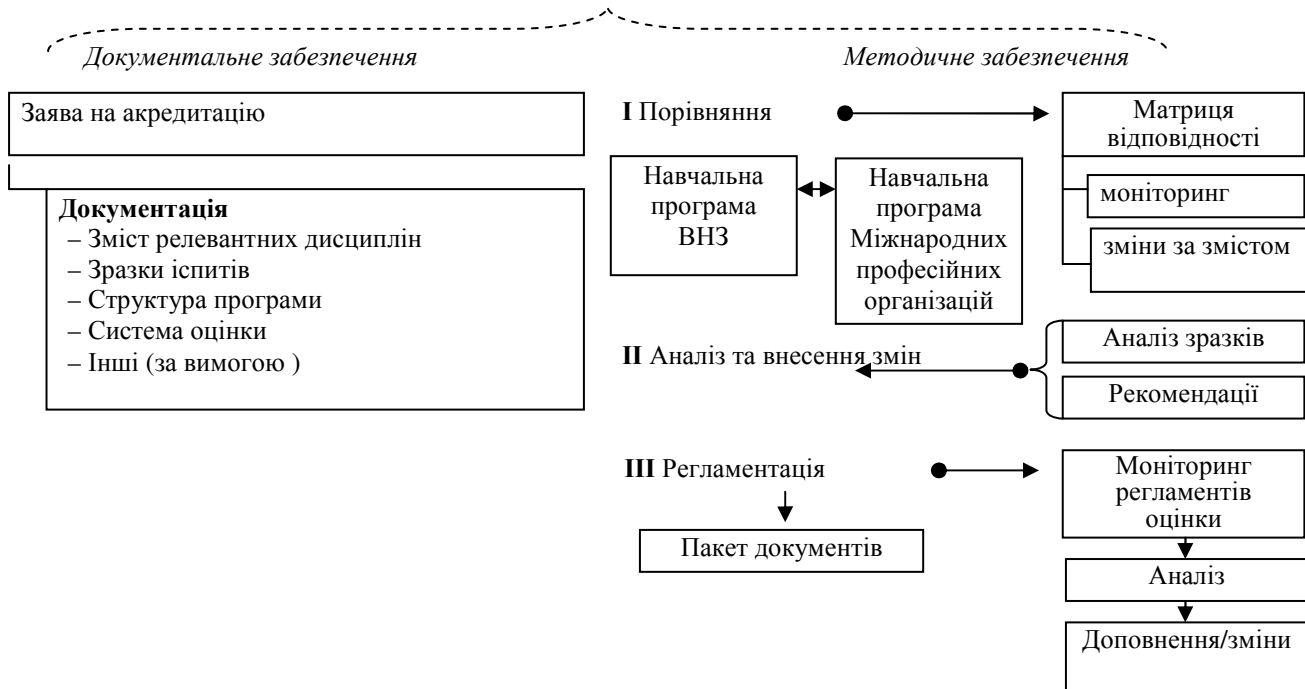 Документальне забезпечення
Методичне забезпечення
Заява на акредитацію
Документація
– Зміст релевантних дисциплін
– Зразки іспитів
– Структура програми
– Система оцінки
– Інші (за вимогою )
I Порівняння
Матриця
відповідності
моніторинг
зміни за змістом
Навчальна
програма
ВНЗ
Навчальна
програма
Міжнародних
професійних
організацій
II Аналіз та внесення змін
Аналіз зразків
Рекомендації
III Регламентація
Пакет документів
Моніторинг
регламентів
оцінки
Аналіз
Доповнення/зміни